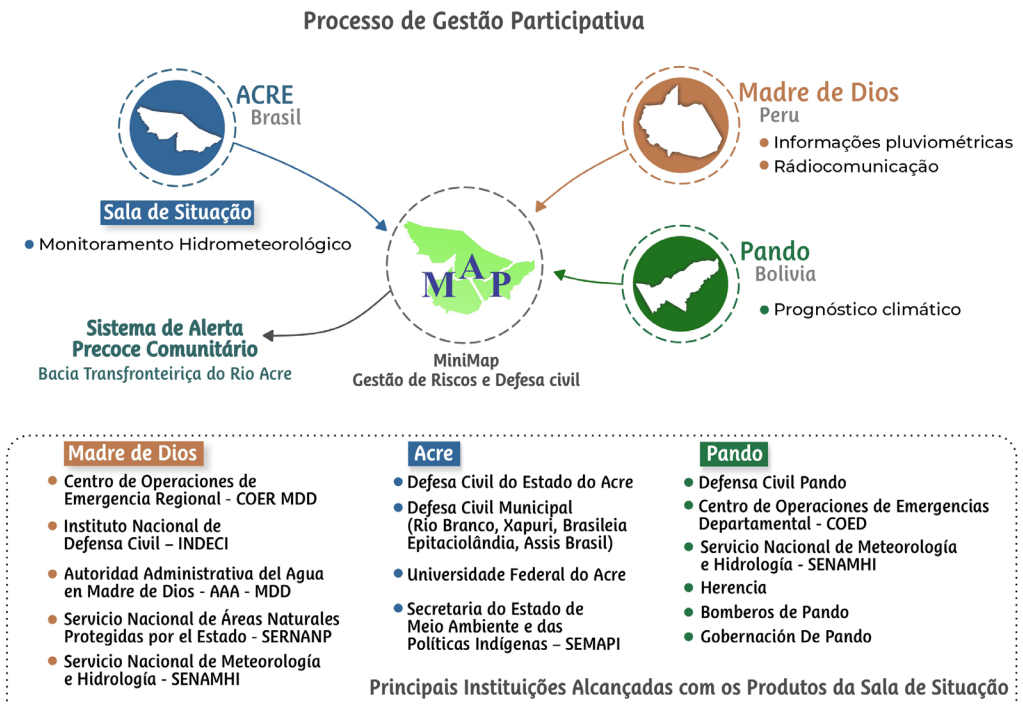 Processo de Gestão Participativa
ACRE
Brasil
Sala de Situação
Monitoramento Hidrometeorológico
Madre de Dios
Peru
Informações pluviométricas
Rádiocomunicação
Pando
Bolivia
Prognóstico climático
MAP
MiniMap
Gestão de Riscos e Defesa civil
Sistema de Alerta
Precoce Comunitário
Bacia Transfronteiriça do Rio Acre
Madre de Dios
Centro de Operaciones de
Emergencia Regional - COER MDD
Instituto Nacional de
Defensa Civil – INDECI
Autoridad Administrativa del Agua
en Madre de Dios - AAA - MDD
Servicio Nacional de Áreas Naturales
Protegidas por el Estado - SERNANP
Servicio Nacional de Meteorología
e Hidrología - SENAMHI
Acre
Defesa Civil do Estado do Acre
Defesa Civil Municipal
(Rio Branco, Xapuri, Brasileia
Epitaciolândia, Assis Brasil)
Universidade Federal do Acre
Secretaria do Estado de
Meio Ambiente e das
Políticas Indígenas – SEMAPI
Pando
Defensa Civil Pando
Centro de Operaciones de Emergencias
Departamental - COED
Servicio Nacional de Meteorología
e Hidrología - SENAMHI
Herencia
Bomberos de Pando
Gobernación De Pando
Principais Instituições Alcançadas com os Produtos da Sala de Situação